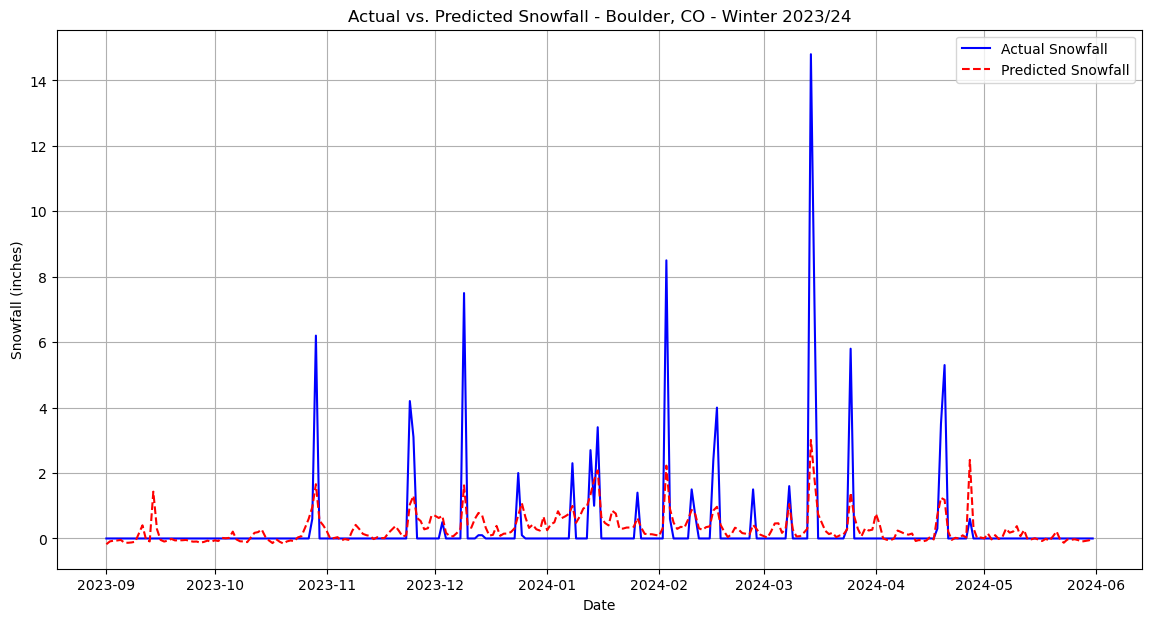 Actual vs. Predicted Snowfall - Boulder, CO - Winter 2023/24
Actual Snowfall
Predicted Snowfall
Snowfall (inches)
14
12
10
8
6
4
2
0
2023-09 2023-10 2023-11 2023-12 2024-01 2024-02 2024-03 2024-04 2024-05 2024-06
Date